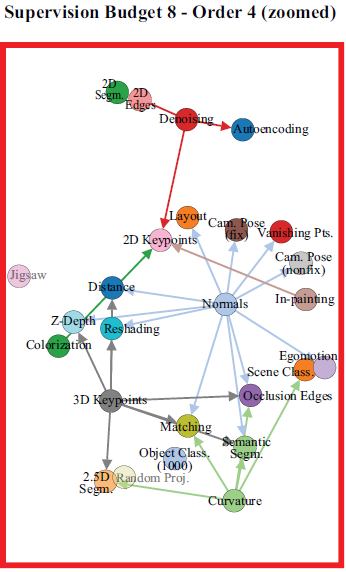 Supervision Budget 8 - Order 4 (zoomed)
2D
Segm.
2D
Edges
Denoising
Autoencoding
Layout
Cam. Pose
(fix)
Vanishing Pts.
2D Keypoints
Cam. Pose
(nonfix)
Jigsaw
Distance
Normals
In-painting
Z-Depth
Reshading
Colorization
Egomotion
Scene Class.
3D Keypoints
Occlusion Edges
Matching
Semantic
Segm.
Object Class.
(1000)
2.5D
Segm.
Random Proj.
Curvature